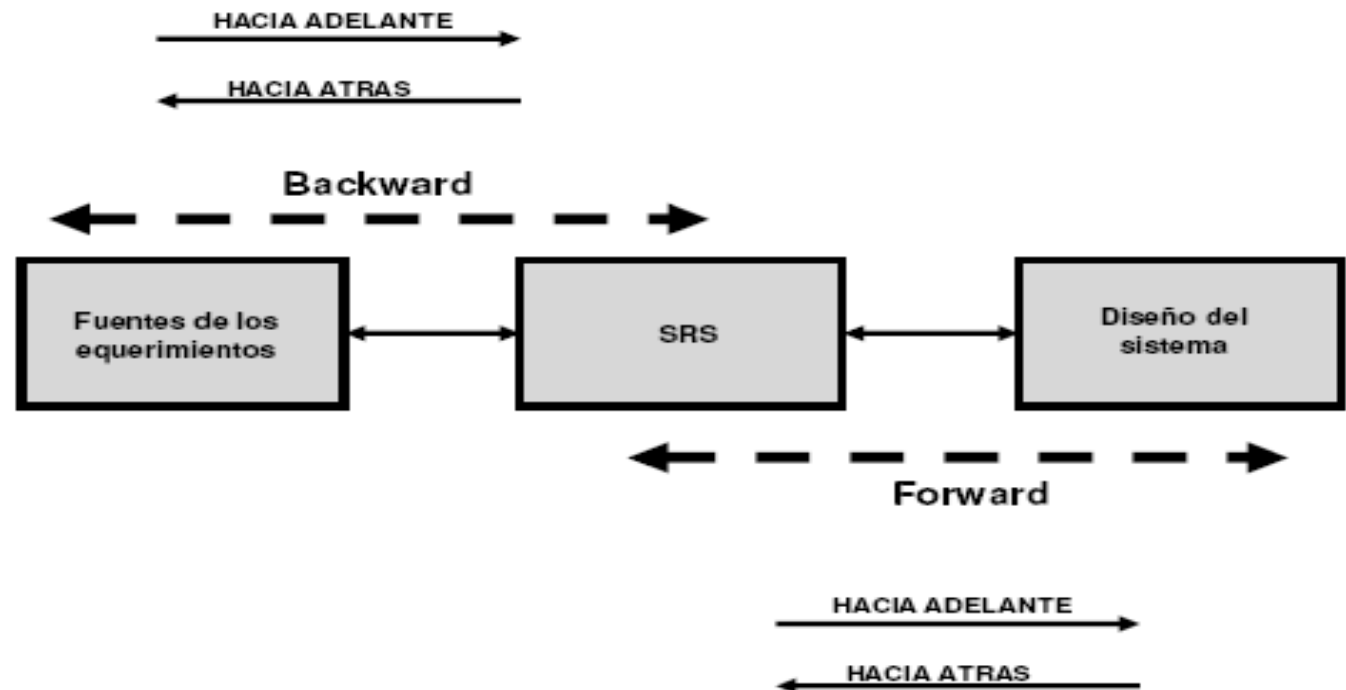 HACIA ADELANTE
HACIA ATRAS
Backward
Fuentes de los
equerimientos
SRS
Diseño del
sistema
Forward
HACIA ADELANTE
HACIA ATRAS